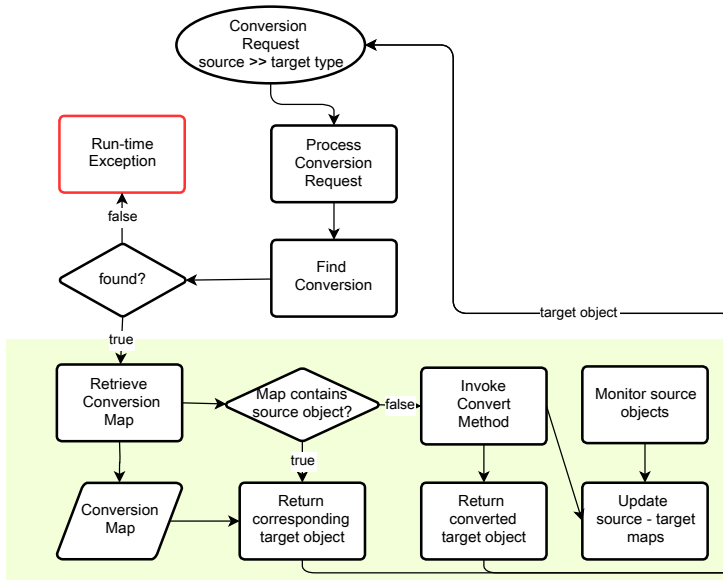 Conversion
Request
source >> target type
Run-time
Exception
Process
Conversion
Request
false
found?
Find
Conversion
target object
true
Retrieve
Conversion
Map
Map contains
source object?
false
Invoke
Convert
Method
Monitor source
objects
true
Conversion
Map
Return
corresponding
target object
Return
converted
target object
Update
source - target
maps